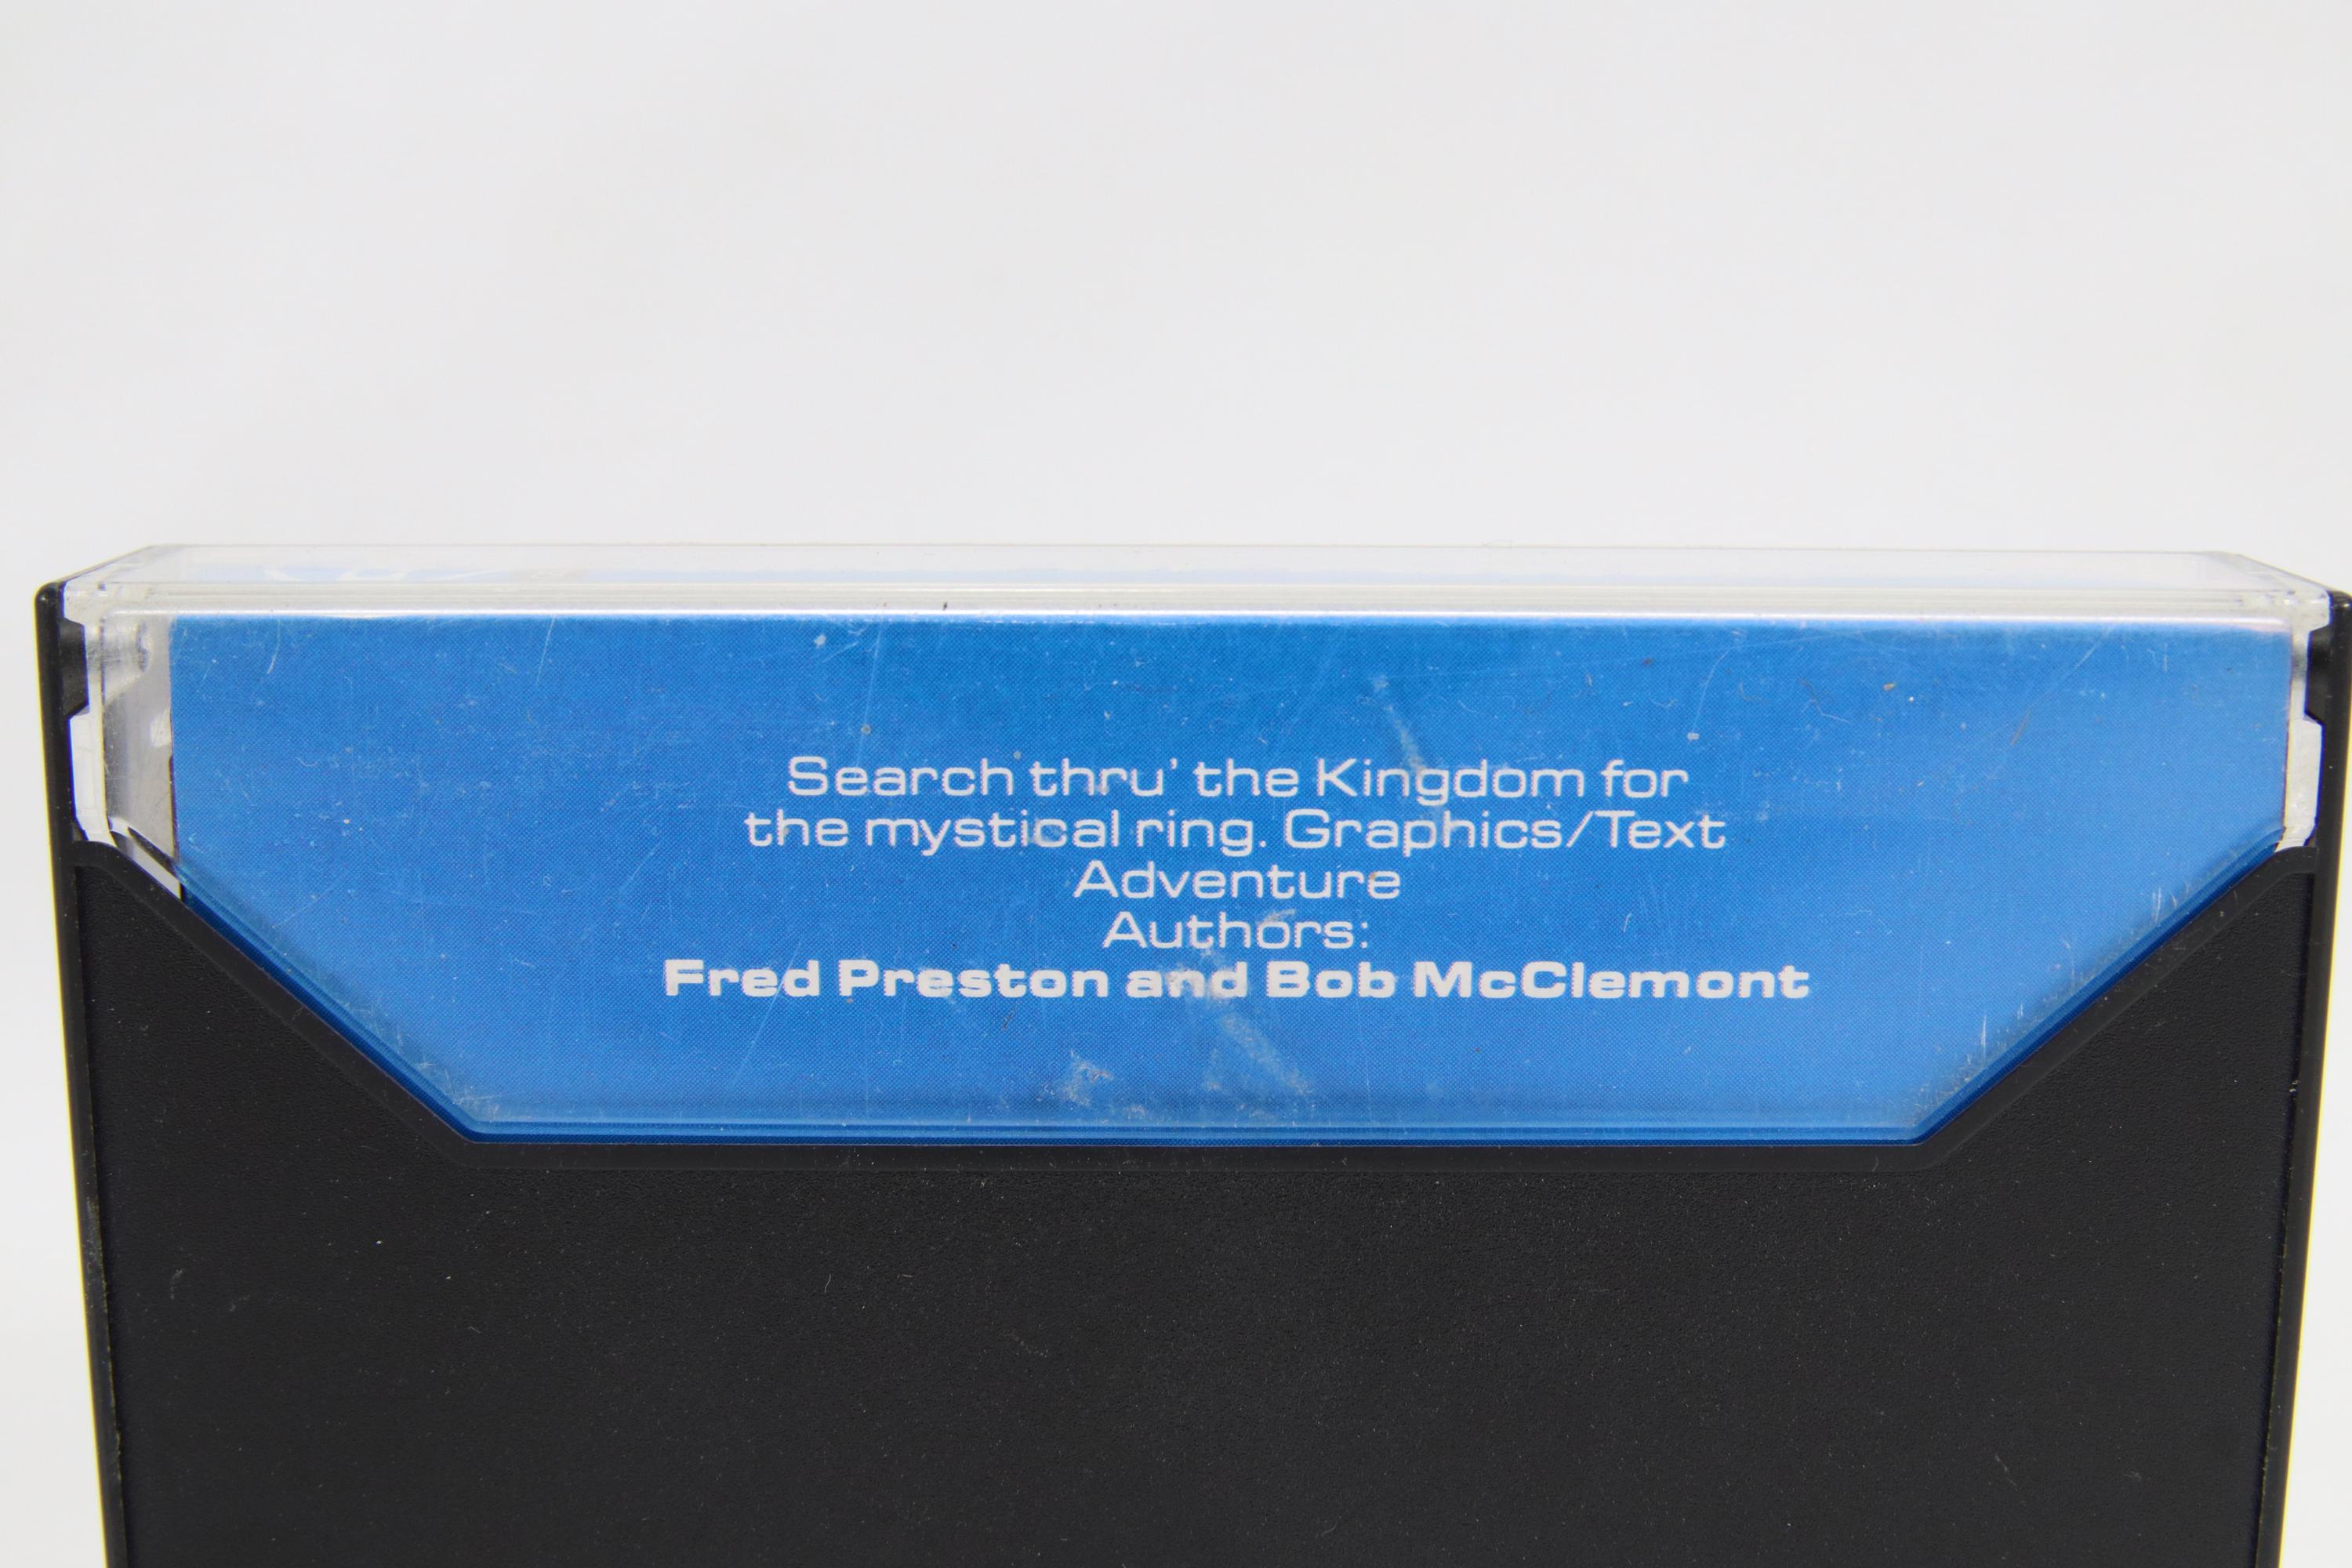 Search thru' the Kingdom for
the mystical ring. Graphics/Text
Adventure
Authors:
Fred Preston and Bob McClemont